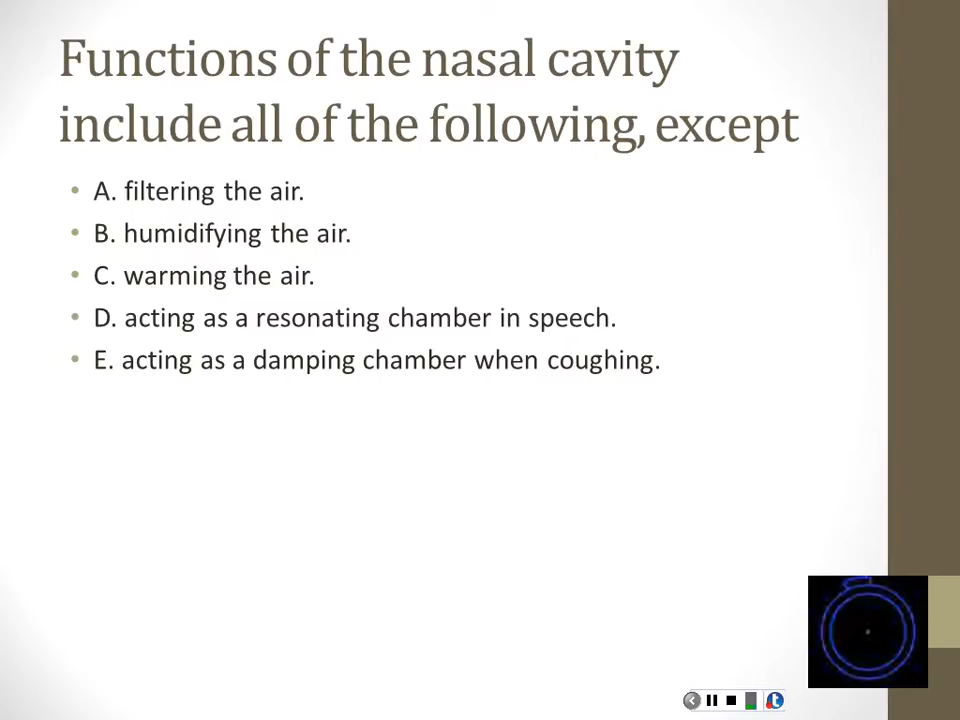 Functions of the nasal cavity
include all of the following, except
• A. filtering the air.
• B. humidifying the air.
• C. warming the air.
• D. acting as a resonating chamber in speech.
• E. acting as a damping chamber when coughing.